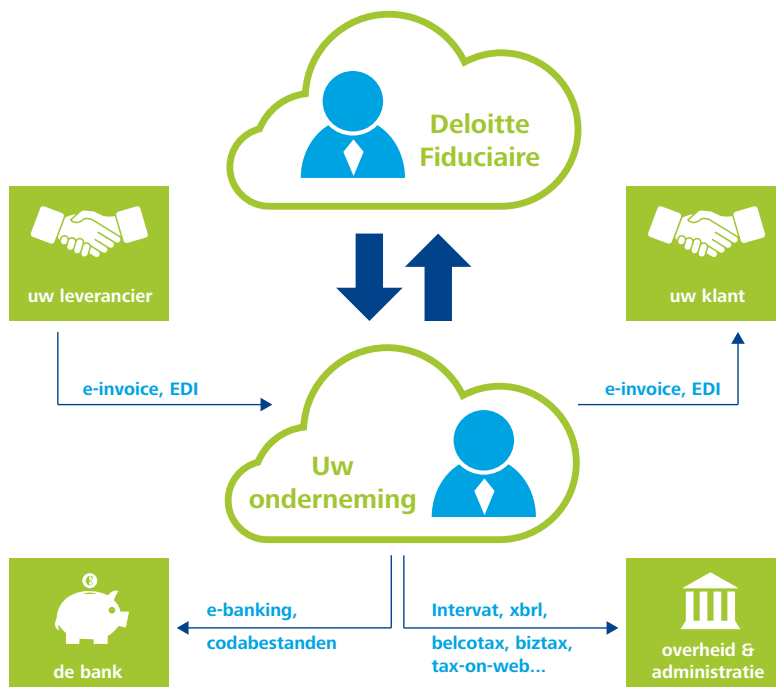 Deloitte
Fiduciaire
uw leverancier
uw klant
e-invoice, EDI
e-invoice, EDI
Uw
onderneming
e-banking,
codabestanden
Intervat, xbrl,
belcotax, biztax,
tax-on-web...
de bank
overheid &
administratie